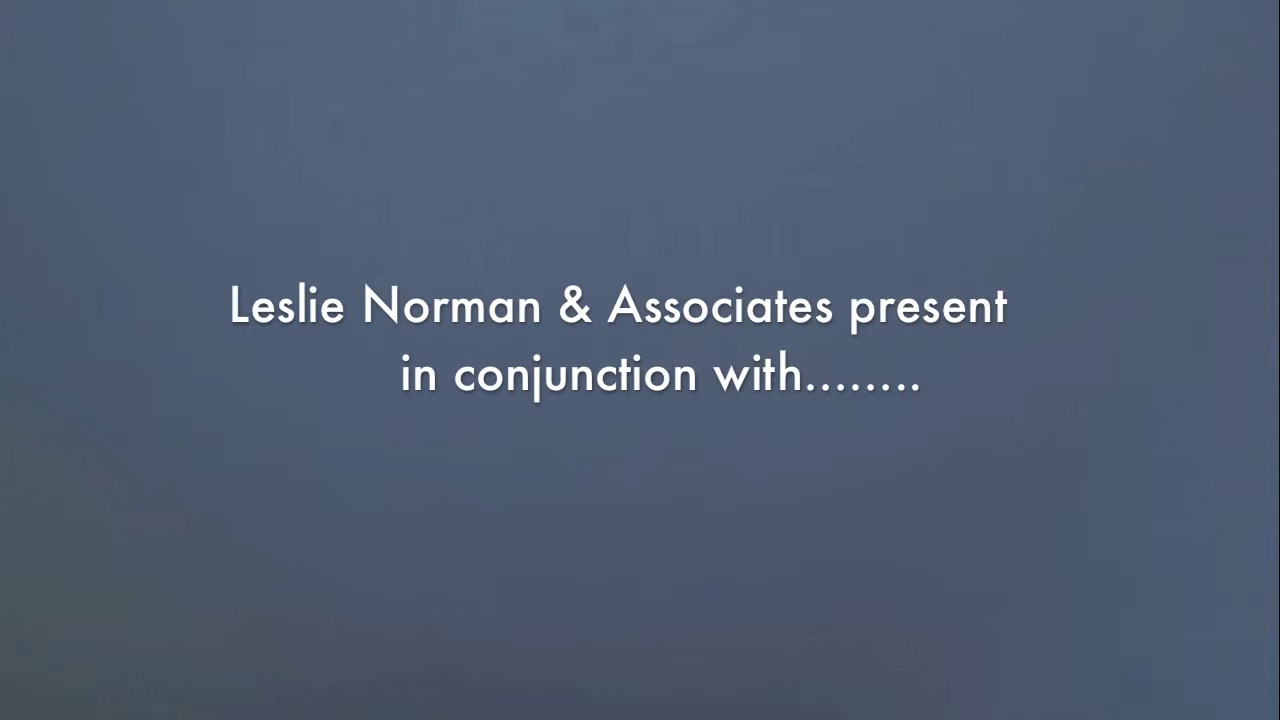 Leslie Norman & Associates present
in conjunction with........